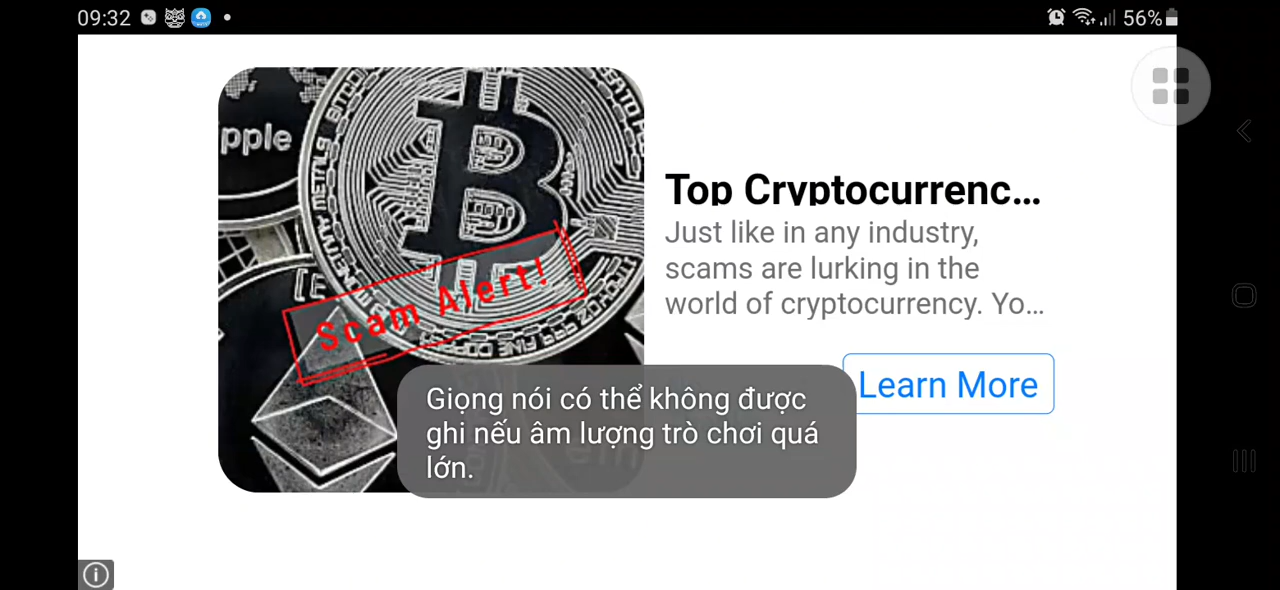 09:32
56%
pple
Scam Alert!
Top Cryptocurrenc...
Just like in any industry,
scams are lurking in the
world of cryptocurrency. Yo...
Learn More
Giọng nói có thể không được
ghi nếu âm lượng trò chơi quá
lớn.